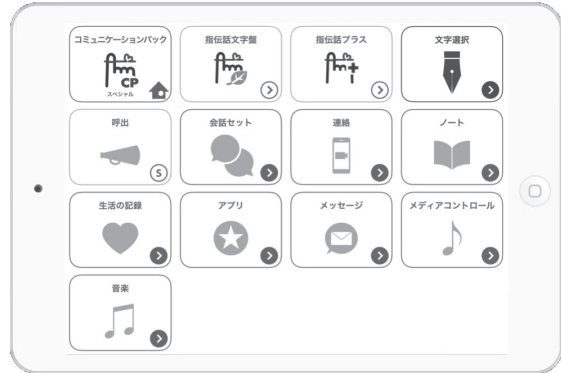 コミュニケーションパック
CP
スペシャル
指伝話文字盤
指伝話プラス
文字選択
呼出
S
会話セット
連絡
ノート
生活の記録
アプリ
メッセージ
メディアコントロール
音楽